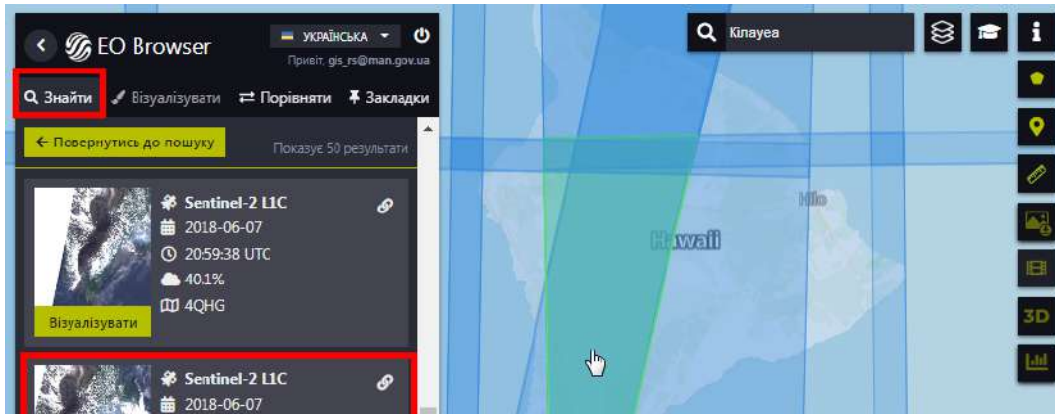 EO Browser
УКРАЇНСЬКА
Привіт, gis_rs@man.gov.ua
Знайти
Візуалізувати
Порівняти
Закладки
← Повернутись до пошуку
Показує 50 результати
Sentinel-2 L1C
2018-06-07
20:59:38 UTC
40.1%
4QHG
Візуалізувати
Sentinel-2 L1C
2018-06-07
Кілауеа
Hilo
Hawaii
i
3D